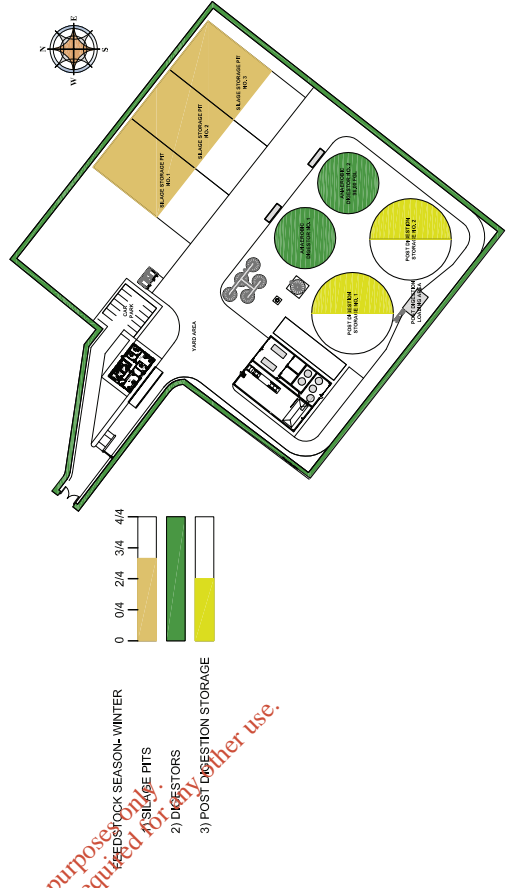 N
E
S
W
SILAGE STORAGE PIT
NO. 1
SILAGE STORAGE PIT
NO. 2
SILAGE STORAGE PIT
NO. 3
CAR
PARK
YARD AREA
ANAEROBIC
DIGESTOR NO. 1
ANAEROBIC
DIGESTOR NO. 2
POST DIGESTION
STORAGE NO. 1
POST DIGESTION
STORAGE NO. 2
POST DIGESTION
LOADING AREA
FEEDSTOCK SEASON- WINTER
0 0/4 2/4 3/4 4/4
1) SILAGE PITS
2) DIGESTORS
3) POST DIGESTION STORAGE
purposes only.
equired for any other use.